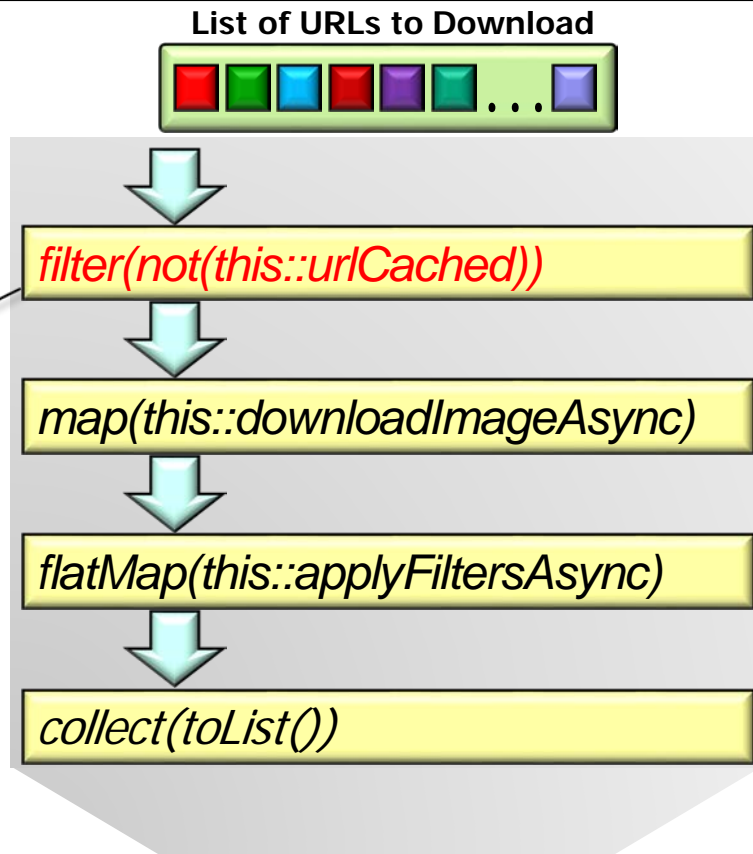 List of URLs to Download
...
filter(not(this::urlCached))
map(this::downloadImageAsync)
flatMap(this::applyFiltersAsync)
collect(toList())